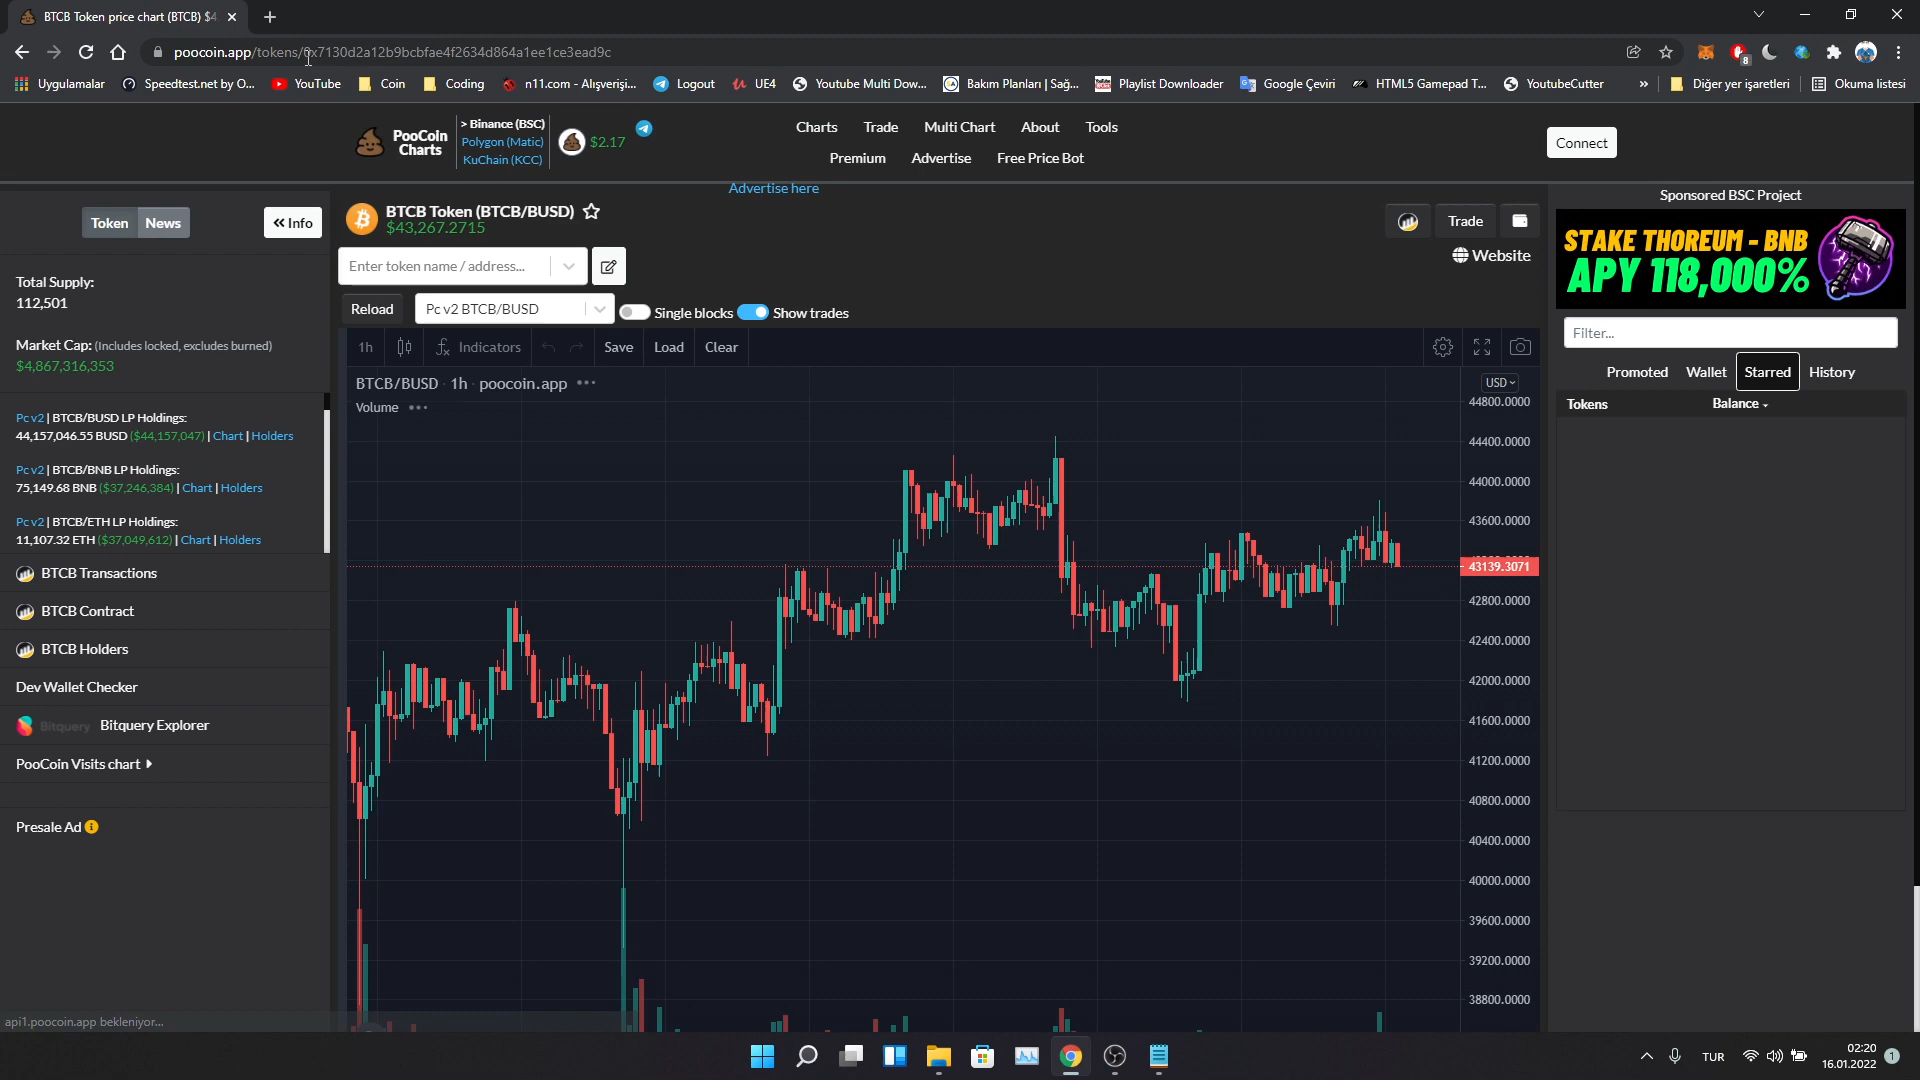 BTCB Token price chart (BTCB) $4
poocoin.app/tokens/0x7130d2a12b9bcbfae4f2634d864a1ee1ce3ead9c
8
Uygulamalar
Speedtest.net by O...
YouTube
Coin
Coding
n11.com - Alışverişi...
Logout
UE4
Youtube Multi Dow...
Bakım Planları | Sağ...
Playlist Downloader
Google Çeviri
HTML5 Gamepad T...
YoutubeCutter
»
Diğer yer işaretleri
Okuma listesi
PooCoin
Charts
> Binance (BSC)
Polygon (Matic)
KuChain (KCC)
$2.17
Charts
Trade
Multi Chart
About
Tools
Premium
Advertise
Free Price Bot
Connect
Advertise here
Token
News
« Info
Total Supply:
112,501
Market Cap: (Includes locked, excludes burned)
$4,867,316,353
Pc v2 | BTCB/BUSD LP Holdings:
44,157,046.55 BUSD ($44,157,047) | Chart | Holders
Pc v2 | BTCB/BNB LP Holdings:
75,149.68 BNB ($37,246,384) | Chart | Holders
Pc v2 | BTCB/ETH LP Holdings:
11,107.32 ETH ($37,049,612) | Chart | Holders
BTCB Transactions
BTCB Contract
BTCB Holders
Dev Wallet Checker
Bitquery Bitquery Explorer
PooCoin Visits chart
Presale Ad
api1.poocoin.app bekleniyor...
BTCB Token (BTCB/BUSD)
$43,267.2715
Trade
Enter token name / address...
Website
Reload
Pc v2 BTCB/BUSD
Single blocks
Show trades
1h
Indicators
Save
Load
Clear
BTCB/BUSD · 1h · poocoin.app
Volume
USD
44800.0000
44400.0000
44000.0000
43600.0000
43139.3071
42800.0000
42400.0000
42000.0000
41600.0000
41200.0000
40800.0000
40400.0000
40000.0000
39600.0000
39200.0000
38800.0000
Sponsored BSC Project
STAKE THOREUM - BNB
APY 118,000%
Filter...
Promoted
Wallet
Starred
History
Tokens
Balance
TUR
02:20
16.01.2022
1